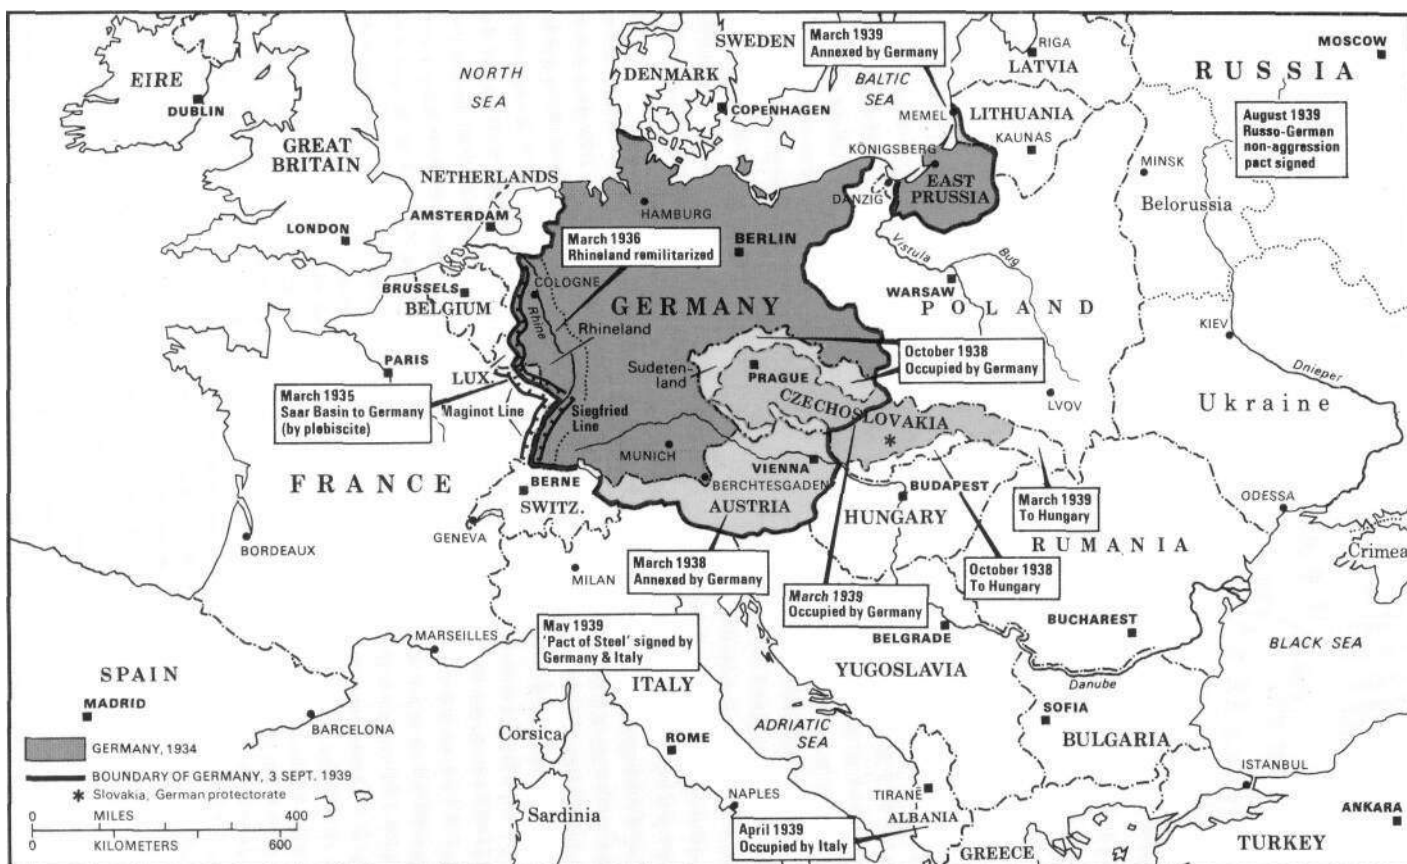 March 1939
Annexed by Germany
SWEDEN
RIGA
LATVIA
MOSCOW
RUSSIA
EIRE
DUBLIN
NORTH
SEA
DENMARK
COPENHAGEN
BALTIC
SEA
MEMEL
LITHUANIA
KAUNAS
August 1939
Russo-German
non-aggression
pact signed
GREAT
BRITAIN
KÖNIGSBERG
EAST
PRUSSIA
MINSK
Belorussia
NETHERLANDS
AMSTERDAM
HAMBURG
DANZIG
LONDON
March 1936
Rhineland remilitarized
BERLIN
Vistula
Bug
WARSAW
POLAND
BRUSSELS
BELGIUM
COLOGNE
Rhine
GERMANY
Rhineland
KIEV
Dnieper
PARIS
LUX.
Sudeten-
land
PRAGUE
October 1938
Occupied by Germany
March 1935
Saar Basin to Germany
(by plebiscite)
Maginot Line
Siegfried
Line
CZECHOSLOVAKIA
*
LVOV
Ukraine
MUNICH
VIENNA
BERCHTESGADEN
FRANCE
BERNE
SWITZ.
AUSTRIA
BUDAPEST
HUNGARY
March 1939
To Hungary
ODESSA
GENEVA
BORDEAUX
RUMANIA
Crimea
MILAN
March 1938
Annexed by Germany
March 1939
Occupied by Germany
October 1938
To Hungary
May 1939
'Pact of Steel' signed by
Germany & Italy
MARSEILLES
BELGRADE
BUCHAREST
BLACK SEA
SPAIN
MADRID
BARCELONA
ITALY
YUGOSLAVIA
Danube
Corsica
ROME
ADRIATIC
SEA
SOFIA
BULGARIA
GERMANY, 1934
BOUNDARY OF GERMANY, 3 SEPT. 1939
* Slovakia, German protectorate
0 MILES 400
0 KILOMETERS 600
Sardinia
NAPLES
TIRANË
ALBANIA
ISTANBUL
ANKARA
April 1939
Occupied by Italy
GREECE
TURKEY